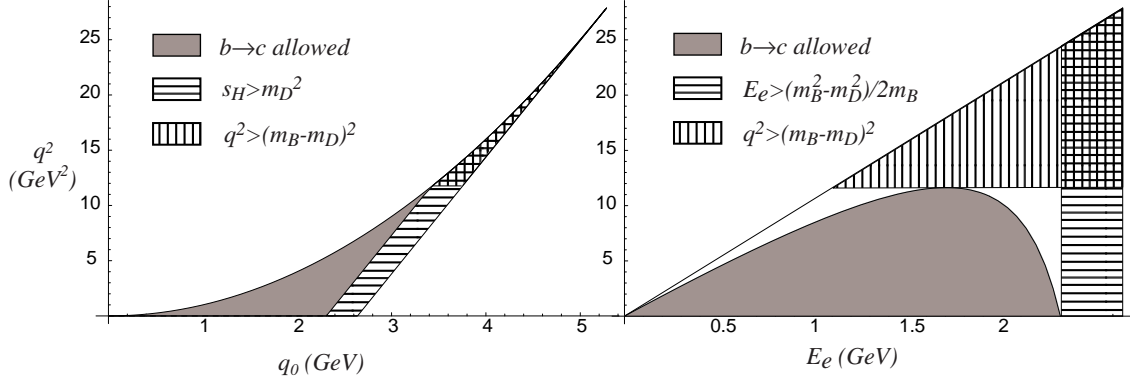 25
20
15
10
5
q²
(GeV²)
b→c allowed
s_H>m_D²
q²>(m_B-m_D)²
1 2 3 4 5
q₀ (GeV)
25
20
15
10
5
b→c allowed
E_e>(m_B²-m_D²)/2m_B
q²>(m_B-m_D)²
0.5 1 1.5 2
E_e (GeV)